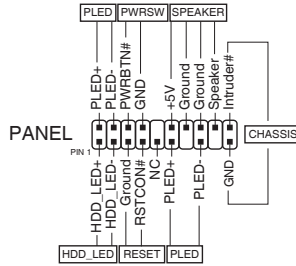 PLED PWRSW SPEAKER
PLED+
PLED-
PWRBTN#
GND
+5V
Ground
Ground
Speaker
Intruder#
PANEL
CHASSIS
PIN 1
HDD_LED+
HDD_LED-
Ground
RSTCON#
NC
PLED+
PLED-
GND
HDD_LED RESET PLED